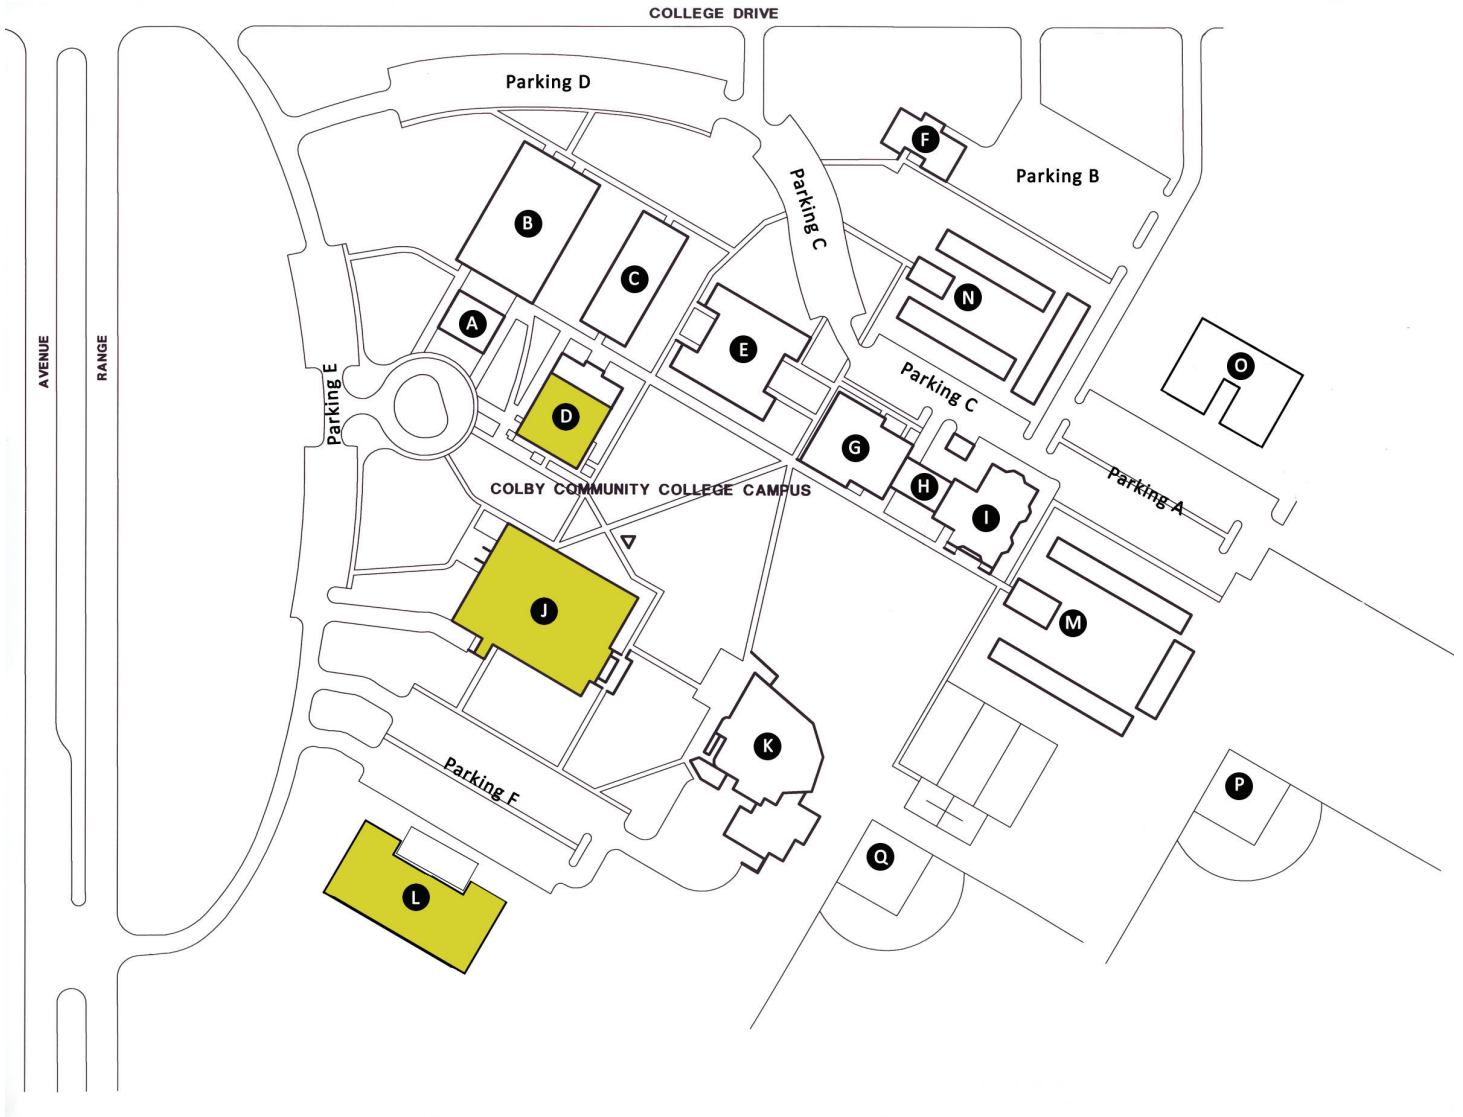 COLLEGE DRIVE
Parking D
F
Parking B
Parking C
B
C
N
A
E
AVENUE
RANGE
O
Parking E
Parking C
D
G
COLBY COMMUNITY COLLEGE CAMPUS
H
Parking A
I
J
M
K
Parking F
P
Q
L